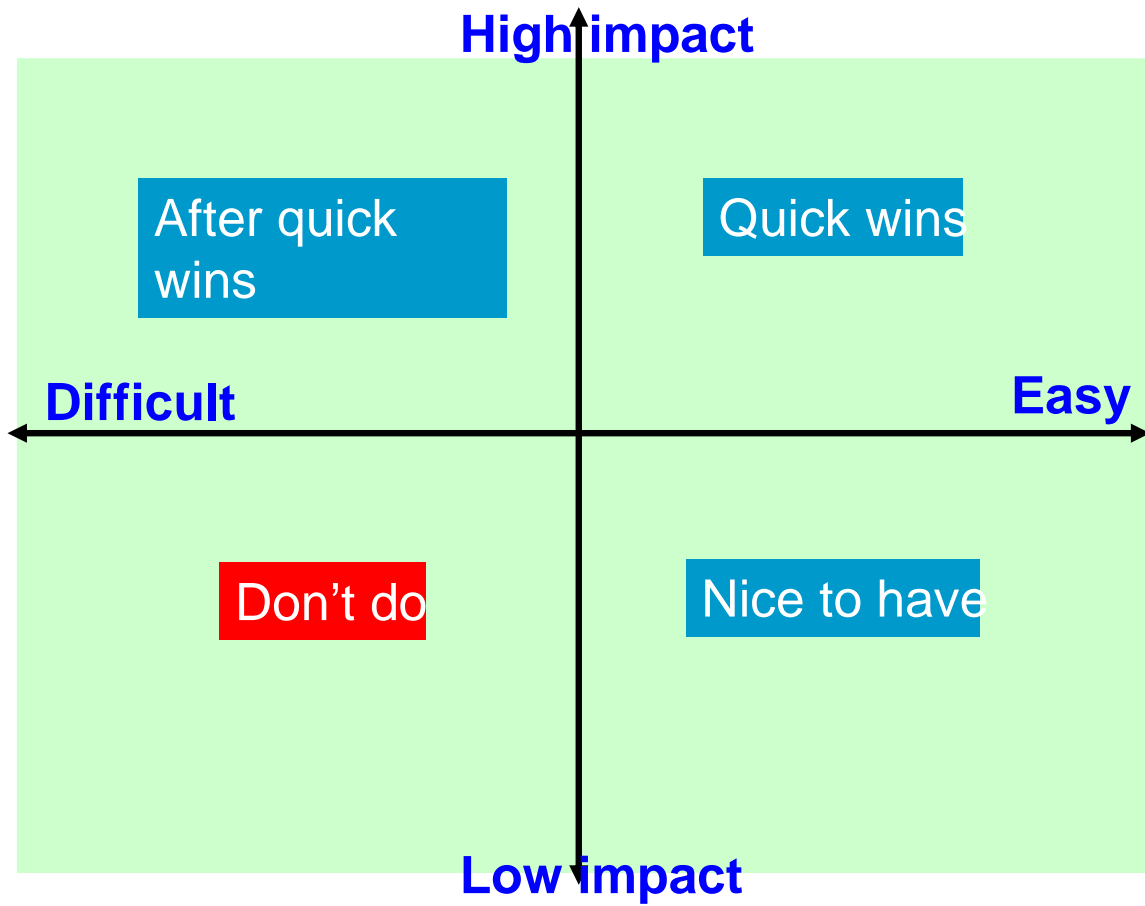 High impact
After quick
wins
Quick wins
Difficult
Easy
Don’t do
Nice to have
Low impact